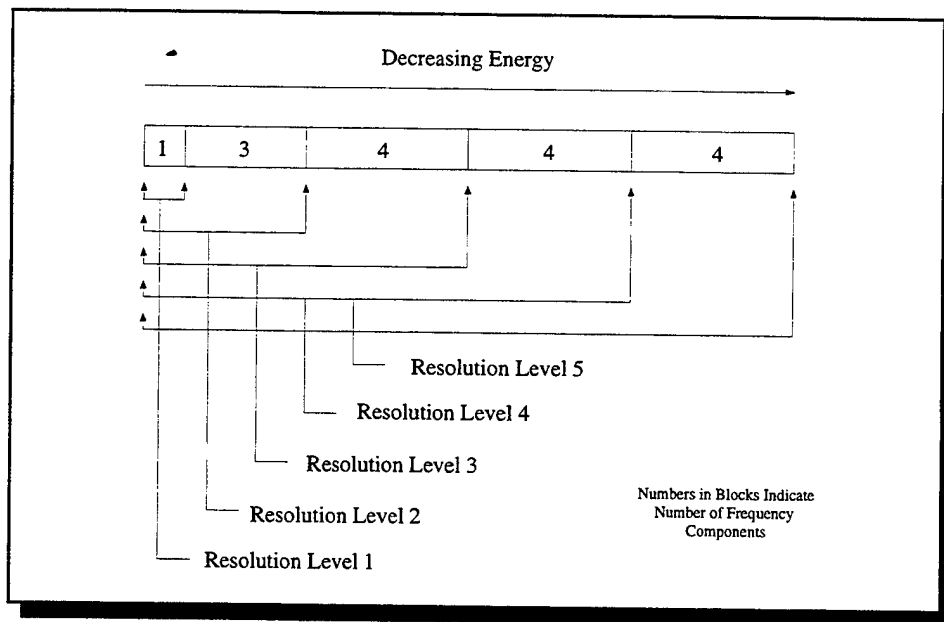 Decreasing Energy
1 3 4 4 4
Resolution Level 5
Resolution Level 4
Resolution Level 3
Resolution Level 2
Resolution Level 1
Numbers in Blocks Indicate
Number of Frequency
Components